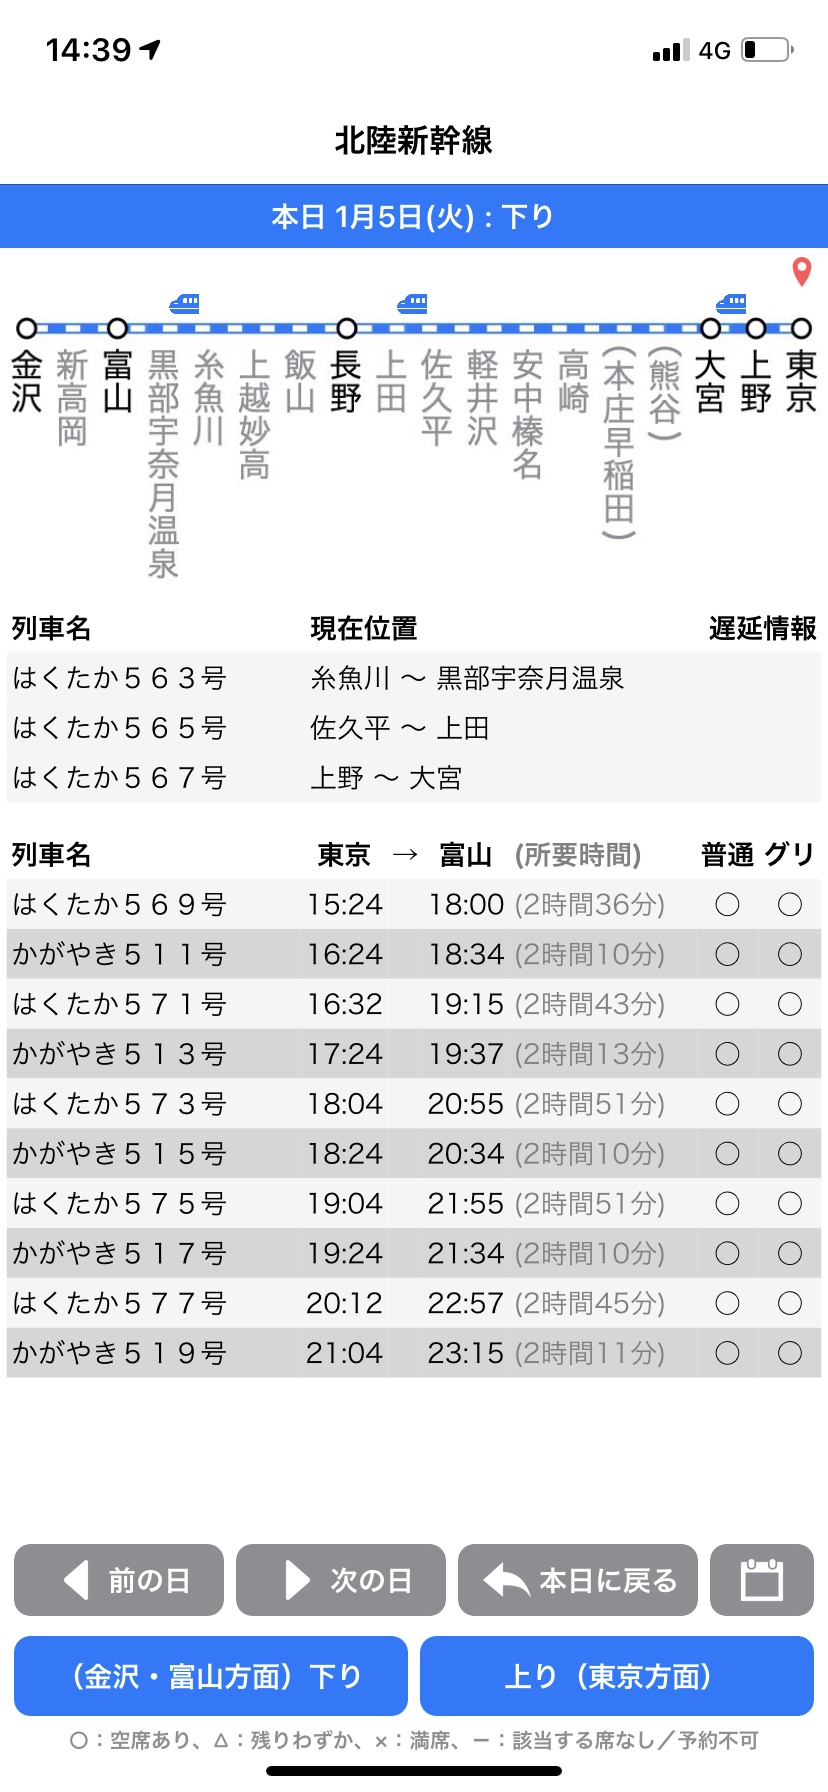 14:39 4G
北陸新幹線
本日 1月5日(火) : 下り
金沢
新高岡
富山
黒部宇奈月温泉
糸魚川
上越妙高
飯山
長野
上田
佐久平
軽井沢
安中榛名
高崎
(本庄早稲田)
(熊谷)
大宮
上野
東京
列車名 現在位置 遅延情報
はくたか５６３号 糸魚川 〜 黒部宇奈月温泉
はくたか５６５号 佐久平 〜 上田
はくたか５６７号 上野 〜 大宮
列車名 東京 → 富山 (所要時間) 普通 グリ
はくたか５６９号 15:24 18:00 (2時間36分) ○ ○
かがやき５１１号 16:24 18:34 (2時間10分) ○ ○
はくたか５７１号 16:32 19:15 (2時間43分) ○ ○
かがやき５１３号 17:24 19:37 (2時間13分) ○ ○
はくたか５７３号 18:04 20:55 (2時間51分) ○ ○
かがやき５１５号 18:24 20:34 (2時間10分) ○ ○
はくたか５７５号 19:04 21:55 (2時間51分) ○ ○
かがやき５１７号 19:24 21:34 (2時間10分) ○ ○
はくたか５７７号 20:12 22:57 (2時間45分) ○ ○
かがやき５１９号 21:04 23:15 (2時間11分) ○ ○
前の日 次の日 本日に戻る
（金沢・富山方面）下り 上り（東京方面）
○：空席あり、△：残りわずか、×：満席、－：該当する席なし／予約不可